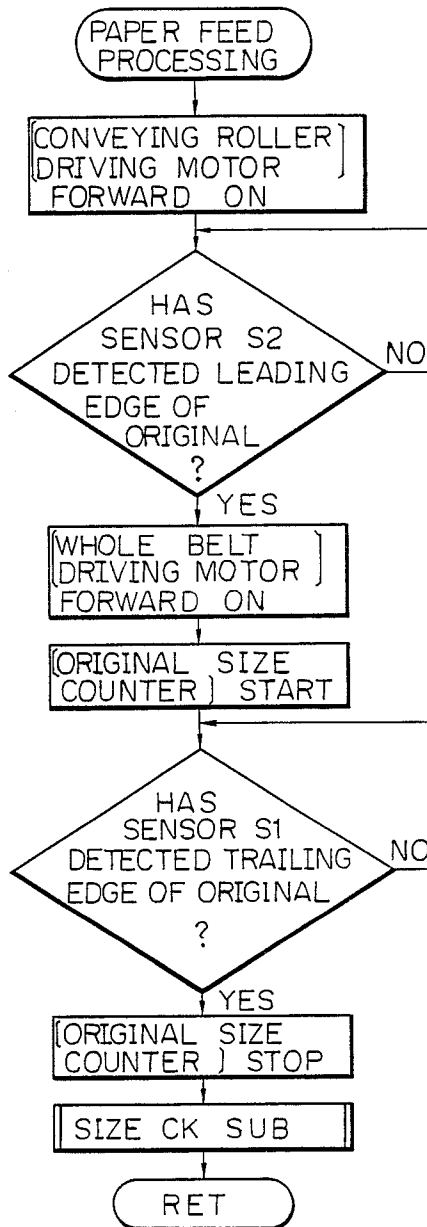 PAPER FEED
PROCESSING
[CONVEYING ROLLER
DRIVING MOTOR]
FORWARD ON
HAS
SENSOR S2
DETECTED LEADING
EDGE OF
ORIGINAL
?
NO
YES
[WHOLE BELT
DRIVING MOTOR]
FORWARD ON
[ORIGINAL SIZE
COUNTER] START
HAS
SENSOR S1
DETECTED TRAILING
EDGE OF ORIGINAL
?
NO
YES
[ORIGINAL SIZE
COUNTER] STOP
SIZE CK SUB
RET